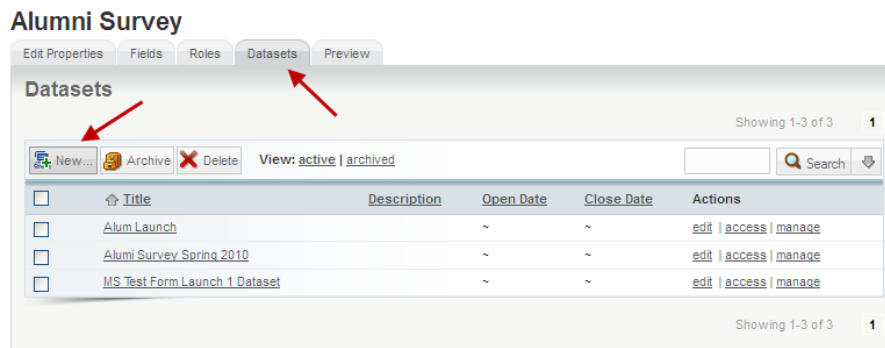 Alumni Survey
Edit Properties Fields Roles Datasets Preview
Datasets
Showing 1-3 of 3 1
New... Archive Delete View: active | archived Search
Title Description Open Date Close Date Actions
Alum Launch ~ ~ edit | access | manage
Alumi Survey Spring 2010 ~ ~ edit | access | manage
MS Test Form Launch 1 Dataset ~ ~ edit | access | manage
Showing 1-3 of 3 1